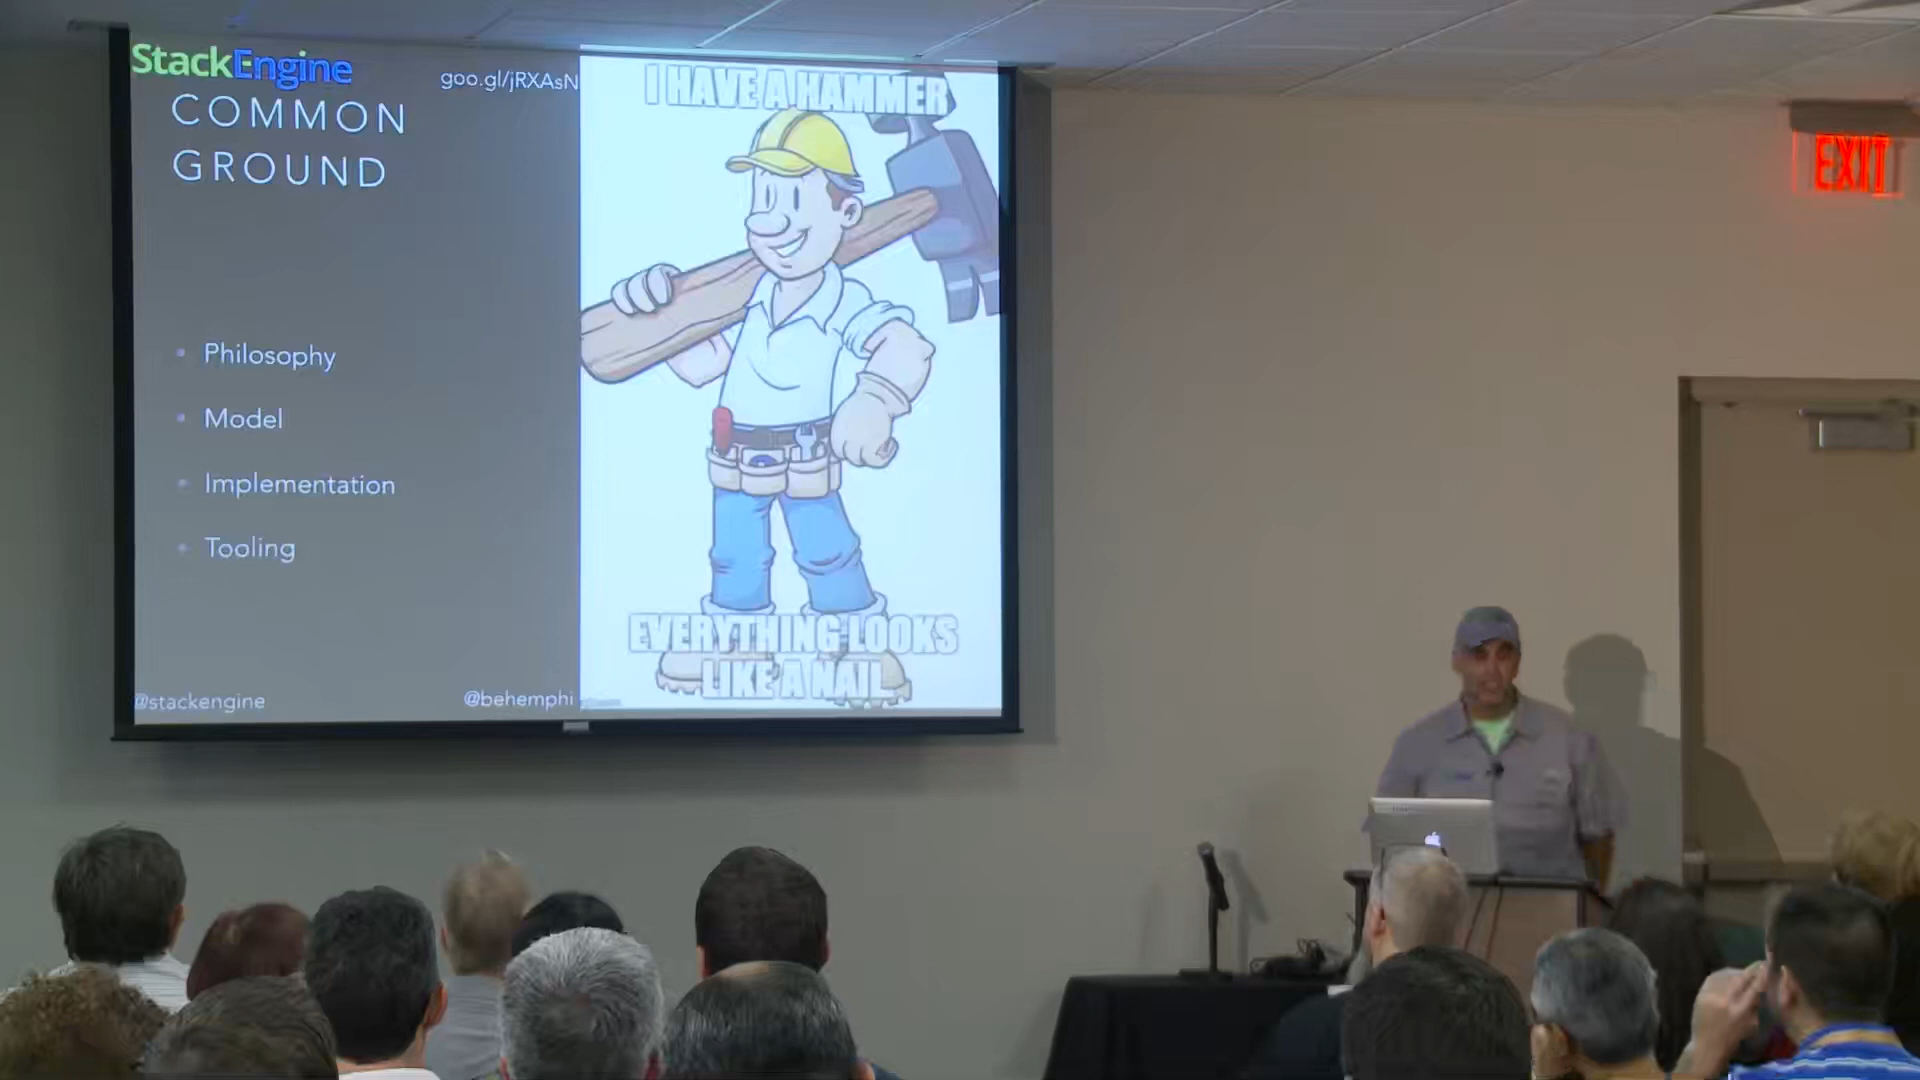 StackEngine
goo.gl/jRXAsN
COMMON
GROUND
Philosophy
Model
Implementation
Tooling
@stackengine
@behemphi
I HAVE A HAMMER
EVERYTHING LOOKS
LIKE A NAIL
EXIT